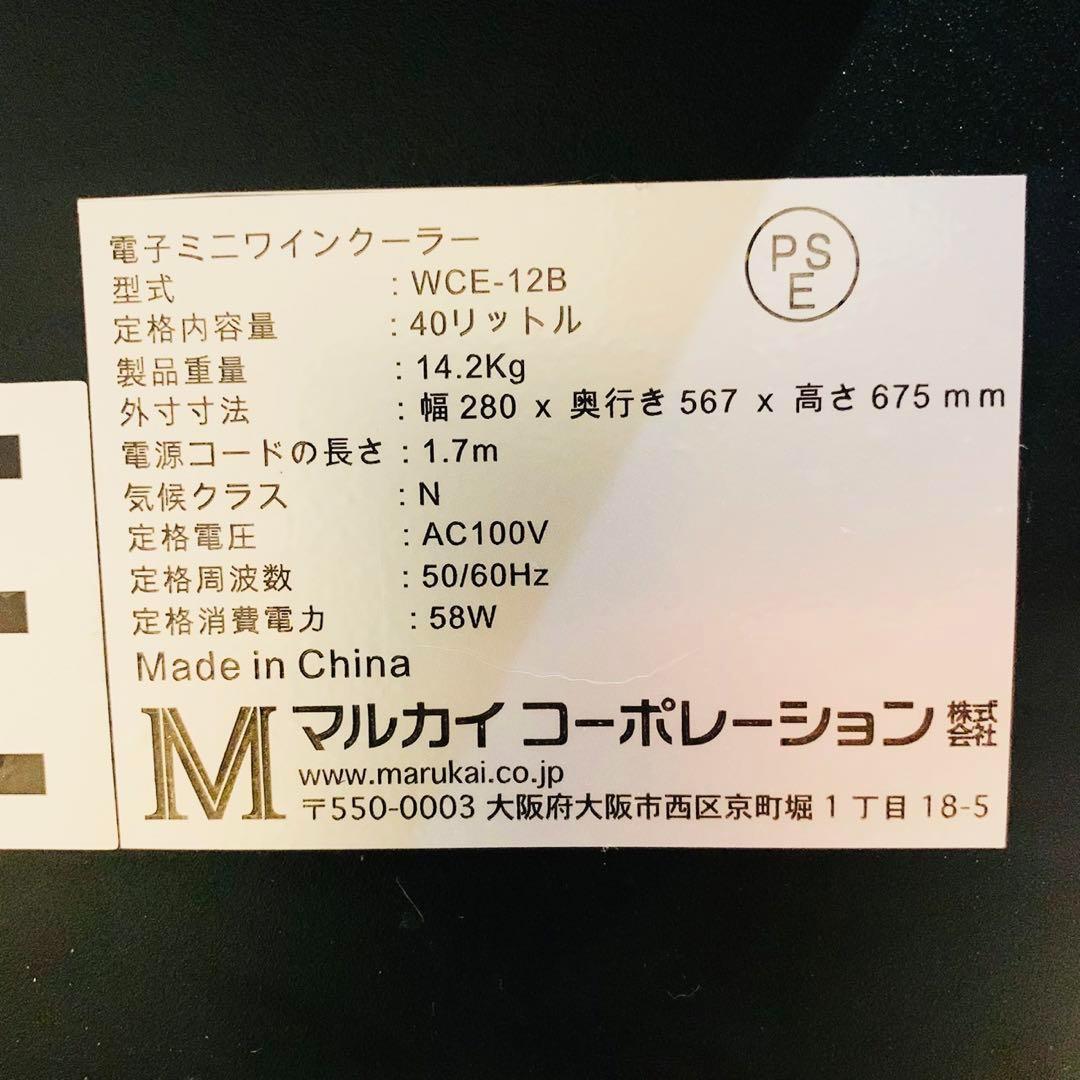 電子ミニワインクーラー
PSE
型式 : WCE-12B
定格内容量 : 40リットル
製品重量 : 14.2Kg
外寸寸法 : 幅 280 x 奥行き 567 x 高さ 675 mm
電源コードの長さ : 1.7m
気候クラス : N
定格電圧 : AC100V
定格周波数 : 50/60Hz
定格消費電力 : 58W
Made in China
M マルカイ コーポレーション 株式会社
www.marukai.co.jp
〒550-0003 大阪府大阪市西区京町堀 1 丁目 18-5